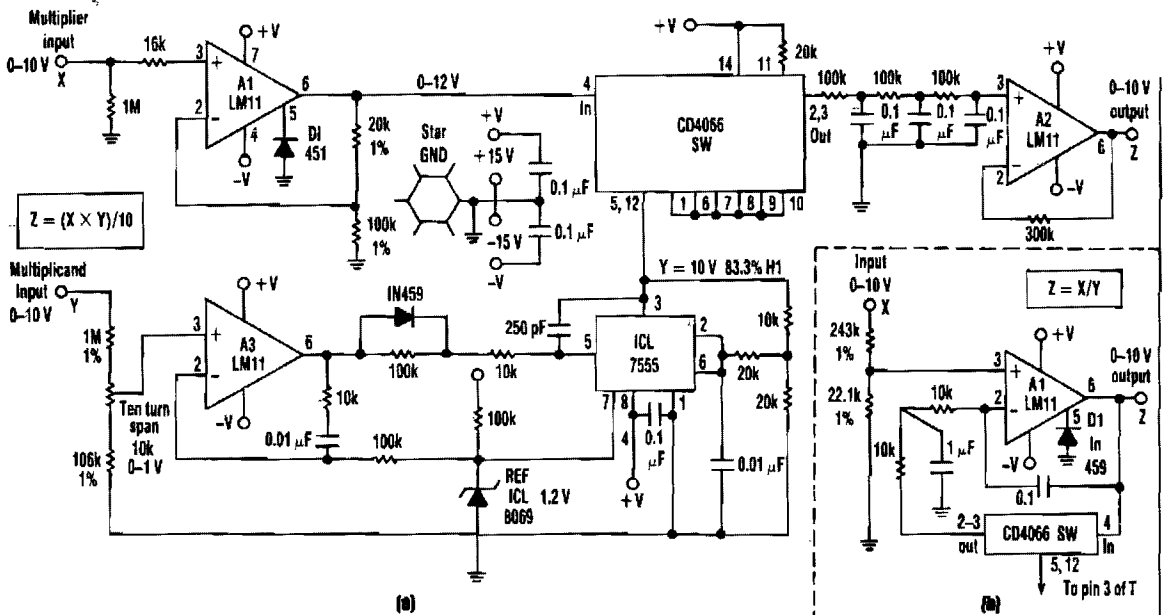 Multiplier
input
0–10 V
X
16k
1M
+V
7
3
+
A1
LM11
6
2
–
5
4
–V
DI
451
20k
1%
100k
1%
0–12 V
Star
GND
+V
+15 V
–15 V
–V
0.1 µF
0.1 µF
+V
14
11
20k
4
In
CD4066
SW
2,3
Out
5, 12
1
6
7
8
9
10
100k
100k
100k
0.1
µF
0.1
µF
0.1
µF
+V
3
+
A2
LM11
6
2
–
–V
300k
0–10 V
output
Z
Z = (X × Y)/10
Multiplicand
Input
0–10 V
Y
1M
1%
Ten turn
span
10k
0–1 V
106k
1%
+V
3
+
A3
LM11
6
2
–
–V
IN459
100k
10k
10k
0.01 µF
100k
100k
REF
ICL
8069
1.2 V
250 pF
Y = 10 V 83.3% H1
3
5
ICL
7555
2
6
7
8
1
4
0.1
µF
+V
20k
10k
20k
0.01 µF
(a)
Input
0–10 V
X
Z = X/Y
243k
1%
22.1k
1%
+V
3
+
A1
LM11
6
2
–
5
–V
D1
In
459
0–10 V
output
Z
10k
10k
1 µF
0.1
2–3
out
CD4066 SW
4
In
5, 12
To pin 3 of T
(b)